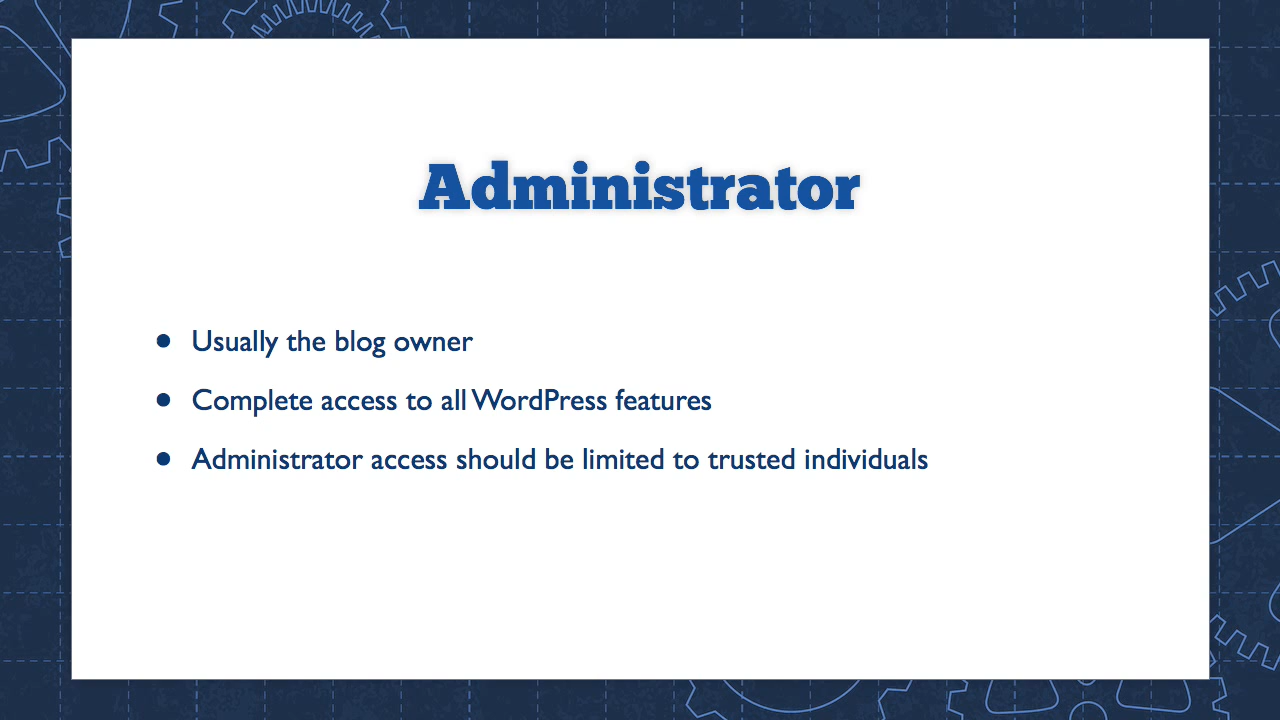 Administrator
● Usually the blog owner
● Complete access to all WordPress features
● Administrator access should be limited to trusted individuals